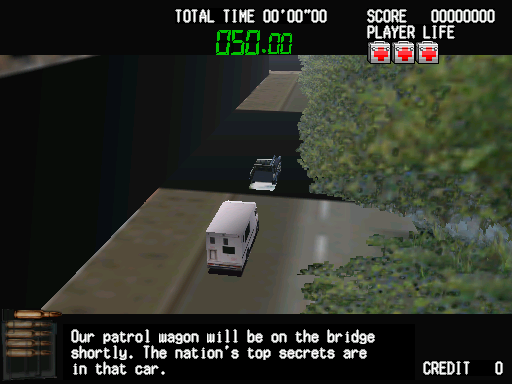 TOTAL TIME 00'00"00 SCORE 00000000
050.00 PLAYER LIFE
Our patrol wagon will be on the bridge
shortly. The nation's top secrets are
in that car.
CREDIT 0